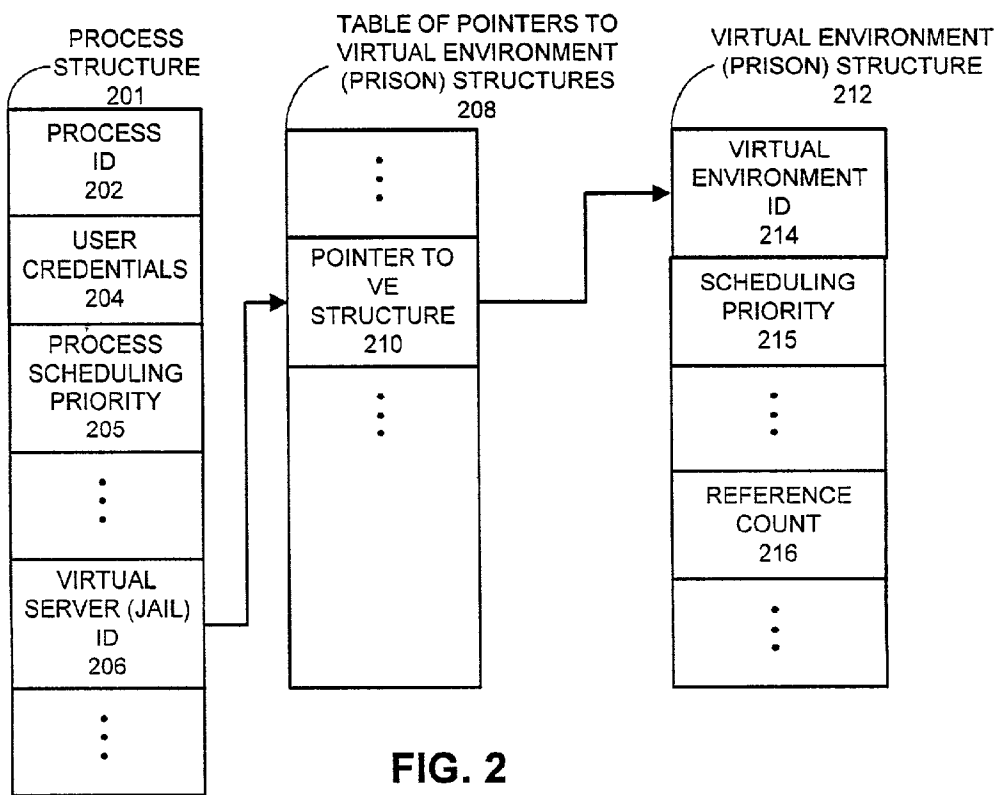 PROCESS
STRUCTURE
201
PROCESS
ID
202
USER
CREDENTIALS
204
PROCESS
SCHEDULING
PRIORITY
205
VIRTUAL
SERVER (JAIL)
ID
206
TABLE OF POINTERS TO
VIRTUAL ENVIRONMENT
(PRISON) STRUCTURES
208
POINTER TO
VE
STRUCTURE
210
VIRTUAL ENVIRONMENT
(PRISON) STRUCTURE
212
VIRTUAL
ENVIRONMENT
ID
214
SCHEDULING
PRIORITY
215
REFERENCE
COUNT
216
FIG. 2